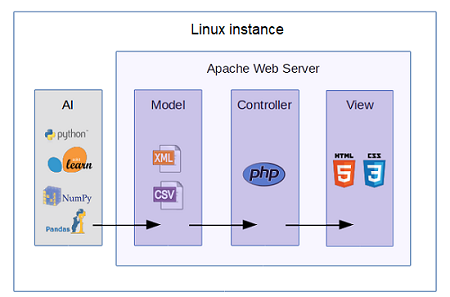 Linux instance
Apache Web Server
AI
Model
Controller
View
python
learn
XML
CSV
php
HTML
5
CSS
3
NumPy
Pandas